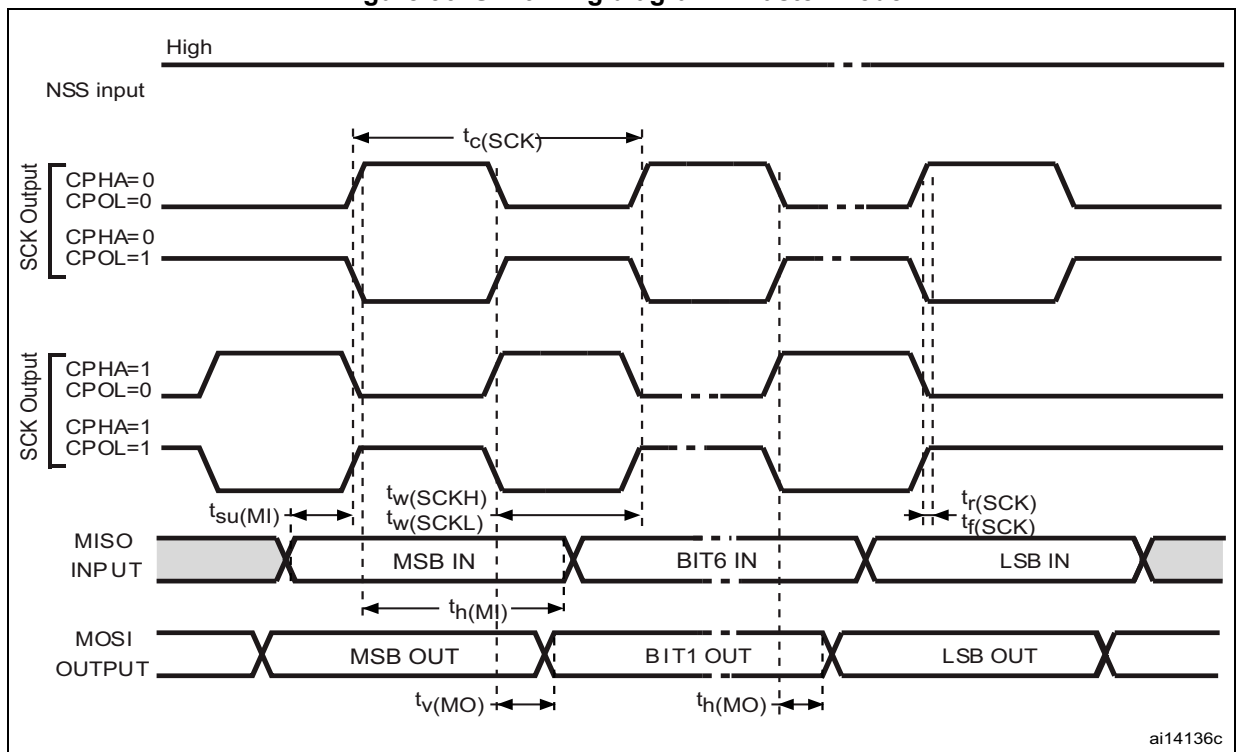 High
NSS input
tc(SCK)
SCK Output
CPHA=0
CPOL=0
CPHA=0
CPOL=1
SCK Output
CPHA=1
CPOL=0
CPHA=1
CPOL=1
tsu(MI)
tw(SCKH)
tw(SCKL)
tr(SCK)
tf(SCK)
MISO
INPUT
MSB IN
BIT6 IN
LSB IN
th(MI)
MOSI
OUTPUT
MSB OUT
BIT1 OUT
LSB OUT
tv(MO)
th(MO)
ai14136c